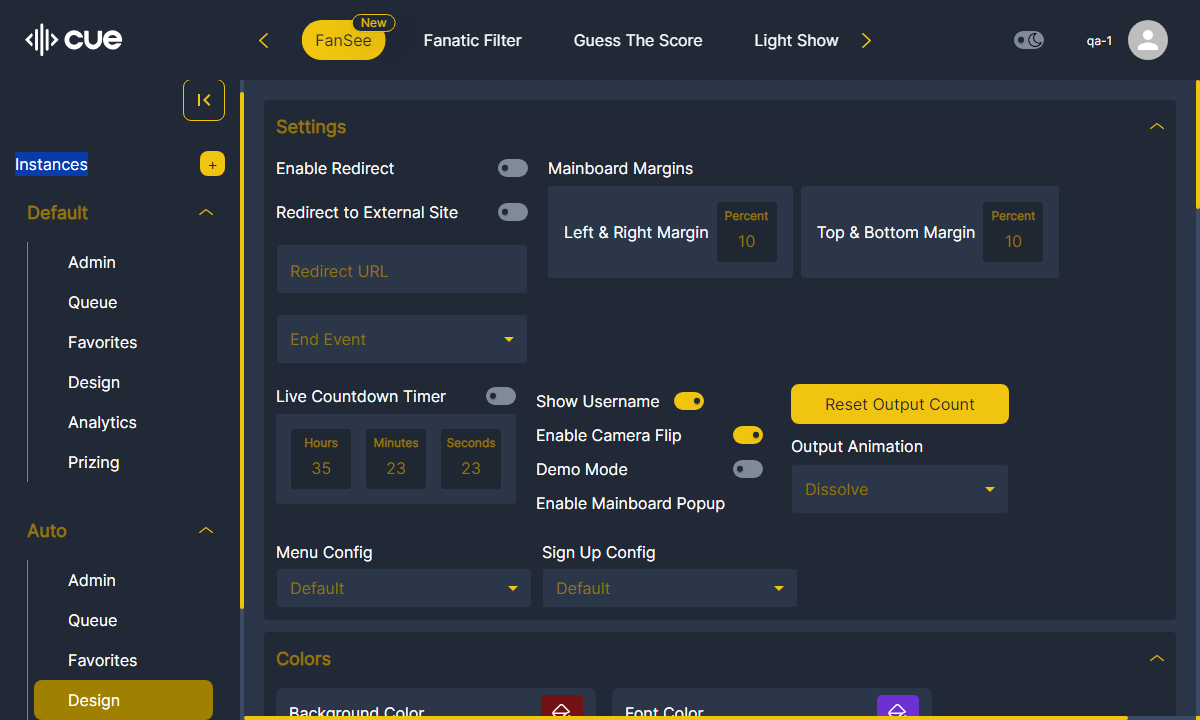 cue
FanSee
New
Fanatic Filter
Guess The Score
Light Show
qa-1
Instances
+
Default
Admin
Queue
Favorites
Design
Analytics
Prizing
Auto
Admin
Queue
Favorites
Design
Settings
Enable Redirect
Redirect to External Site
Redirect URL
End Event
Mainboard Margins
Left & Right Margin
Percent
10
Top & Bottom Margin
Percent
10
Live Countdown Timer
Hours
35
Minutes
23
Seconds
23
Show Username
Enable Camera Flip
Demo Mode
Enable Mainboard Popup
Reset Output Count
Output Animation
Dissolve
Menu Config
Default
Sign Up Config
Default
Colors
Background Color
Font Color